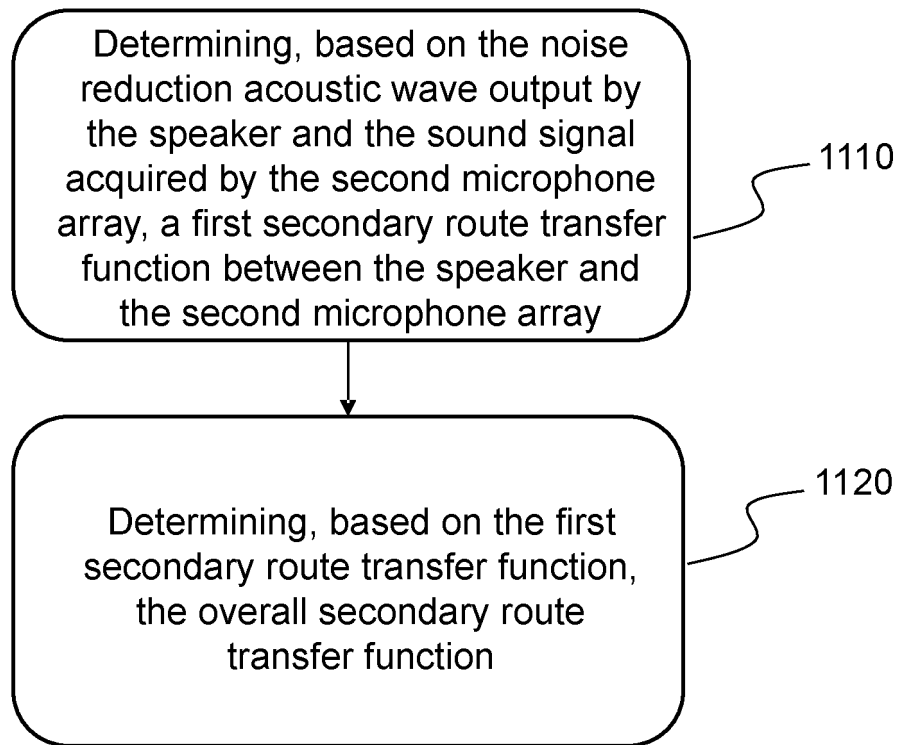 Determining, based on the noise
reduction acoustic wave output by
the speaker and the sound signal
acquired by the second microphone
array, a first secondary route transfer
function between the speaker and
the second microphone array
1110
Determining, based on the first
secondary route transfer function,
the overall secondary route
transfer function
1120